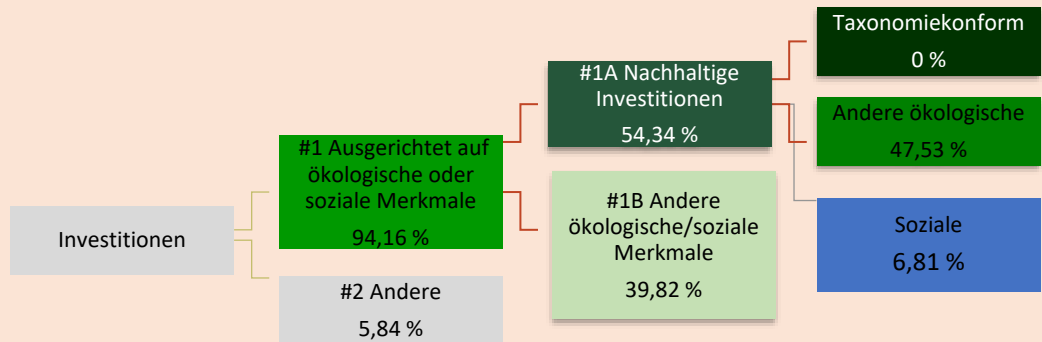 Investitionen
#1 Ausgerichtet auf
ökologische oder
soziale Merkmale
94,16 %
#2 Andere
5,84 %
#1A Nachhaltige
Investitionen
54,34 %
#1B Andere
ökologische/soziale
Merkmale
39,82 %
Taxonomiekonform
0 %
Andere ökologische
47,53 %
Soziale
6,81 %